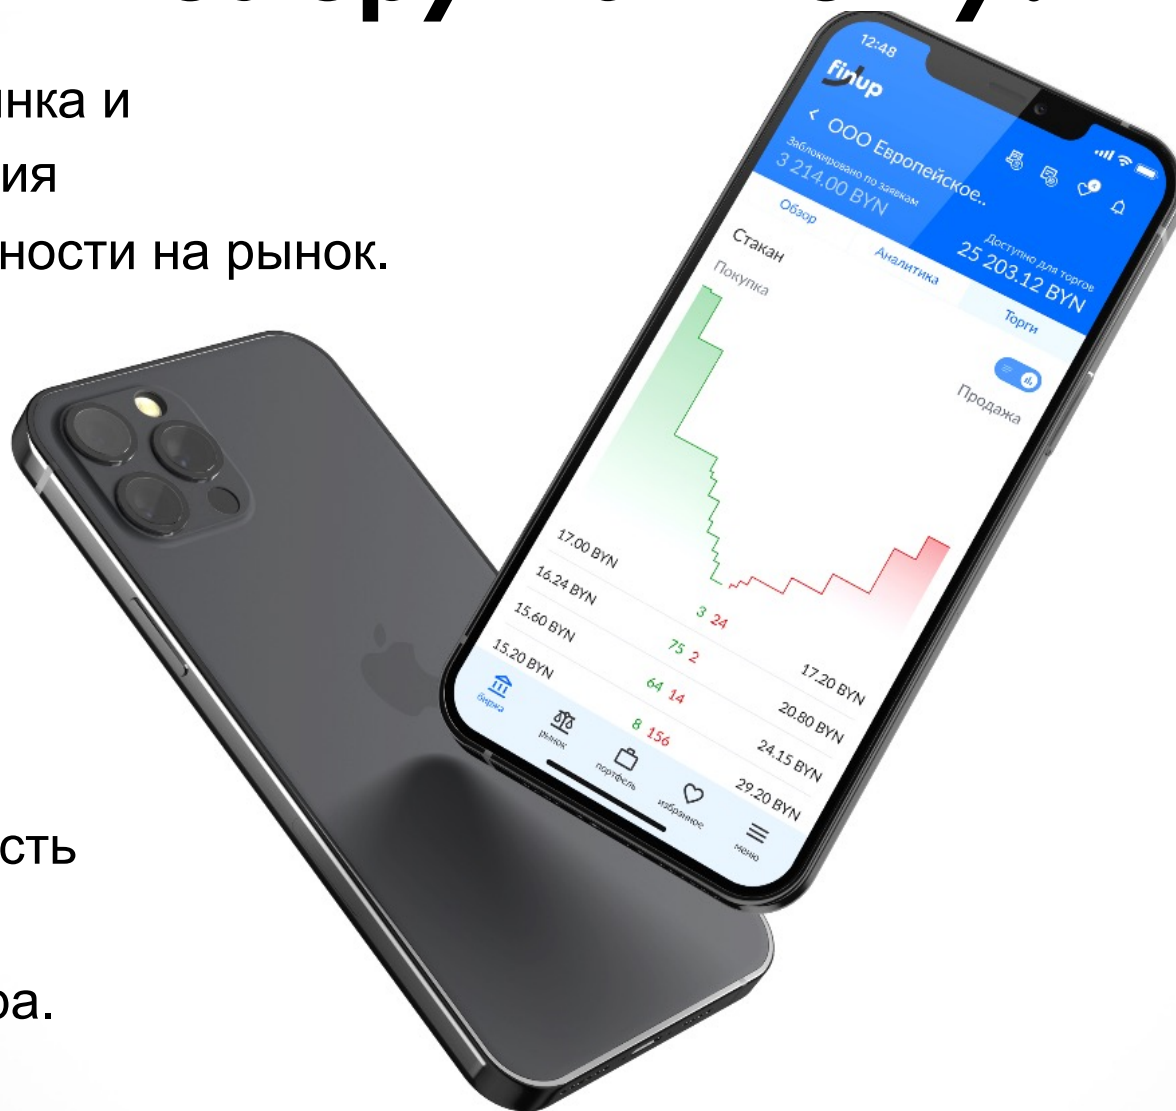 нка и
ия
ности на рынок.
сть
ра.
12:48
finup
< ООО Европейское..
Заблокировано по заявкам
3 214.00 BYN
Доступно для торгов
25 203.12 BYN
Обзор
Аналитика
Торги
Стакан
Покупка
Продажа
17.00 BYN 3 24 17.20 BYN
16.24 BYN 75 2 20.80 BYN
15.60 BYN 64 14 24.15 BYN
15.20 BYN 8 156 29.20 BYN
биржа
рынок
портфель
избранное
меню